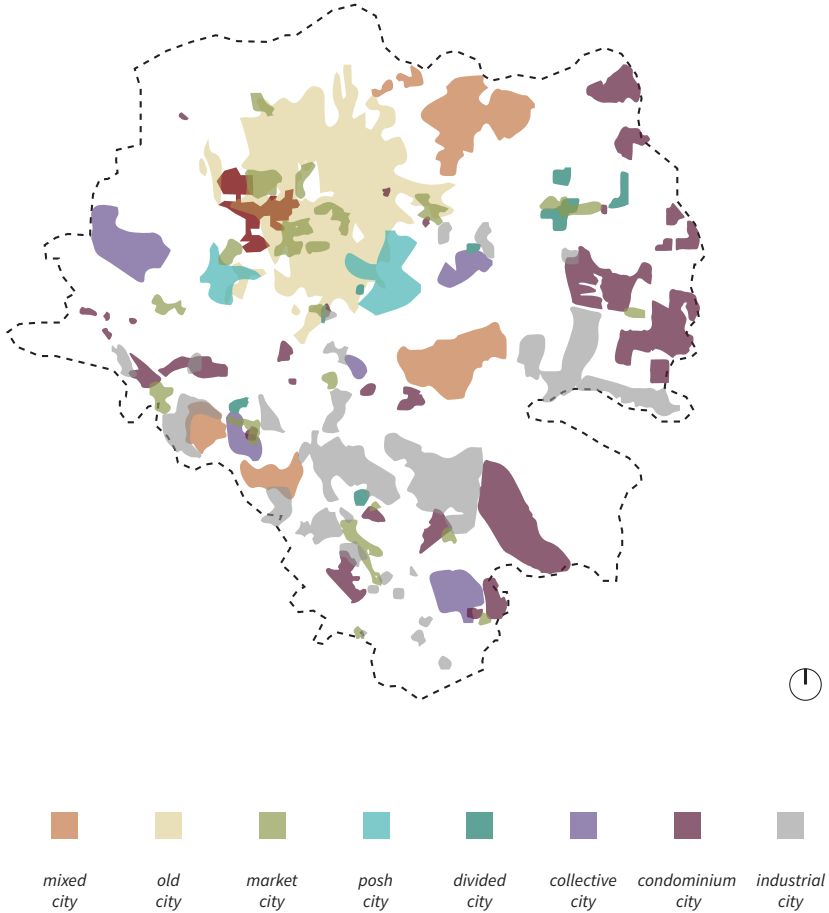 mixed city
old city
market city
posh city
divided city
collective city
condominium city
industrial city